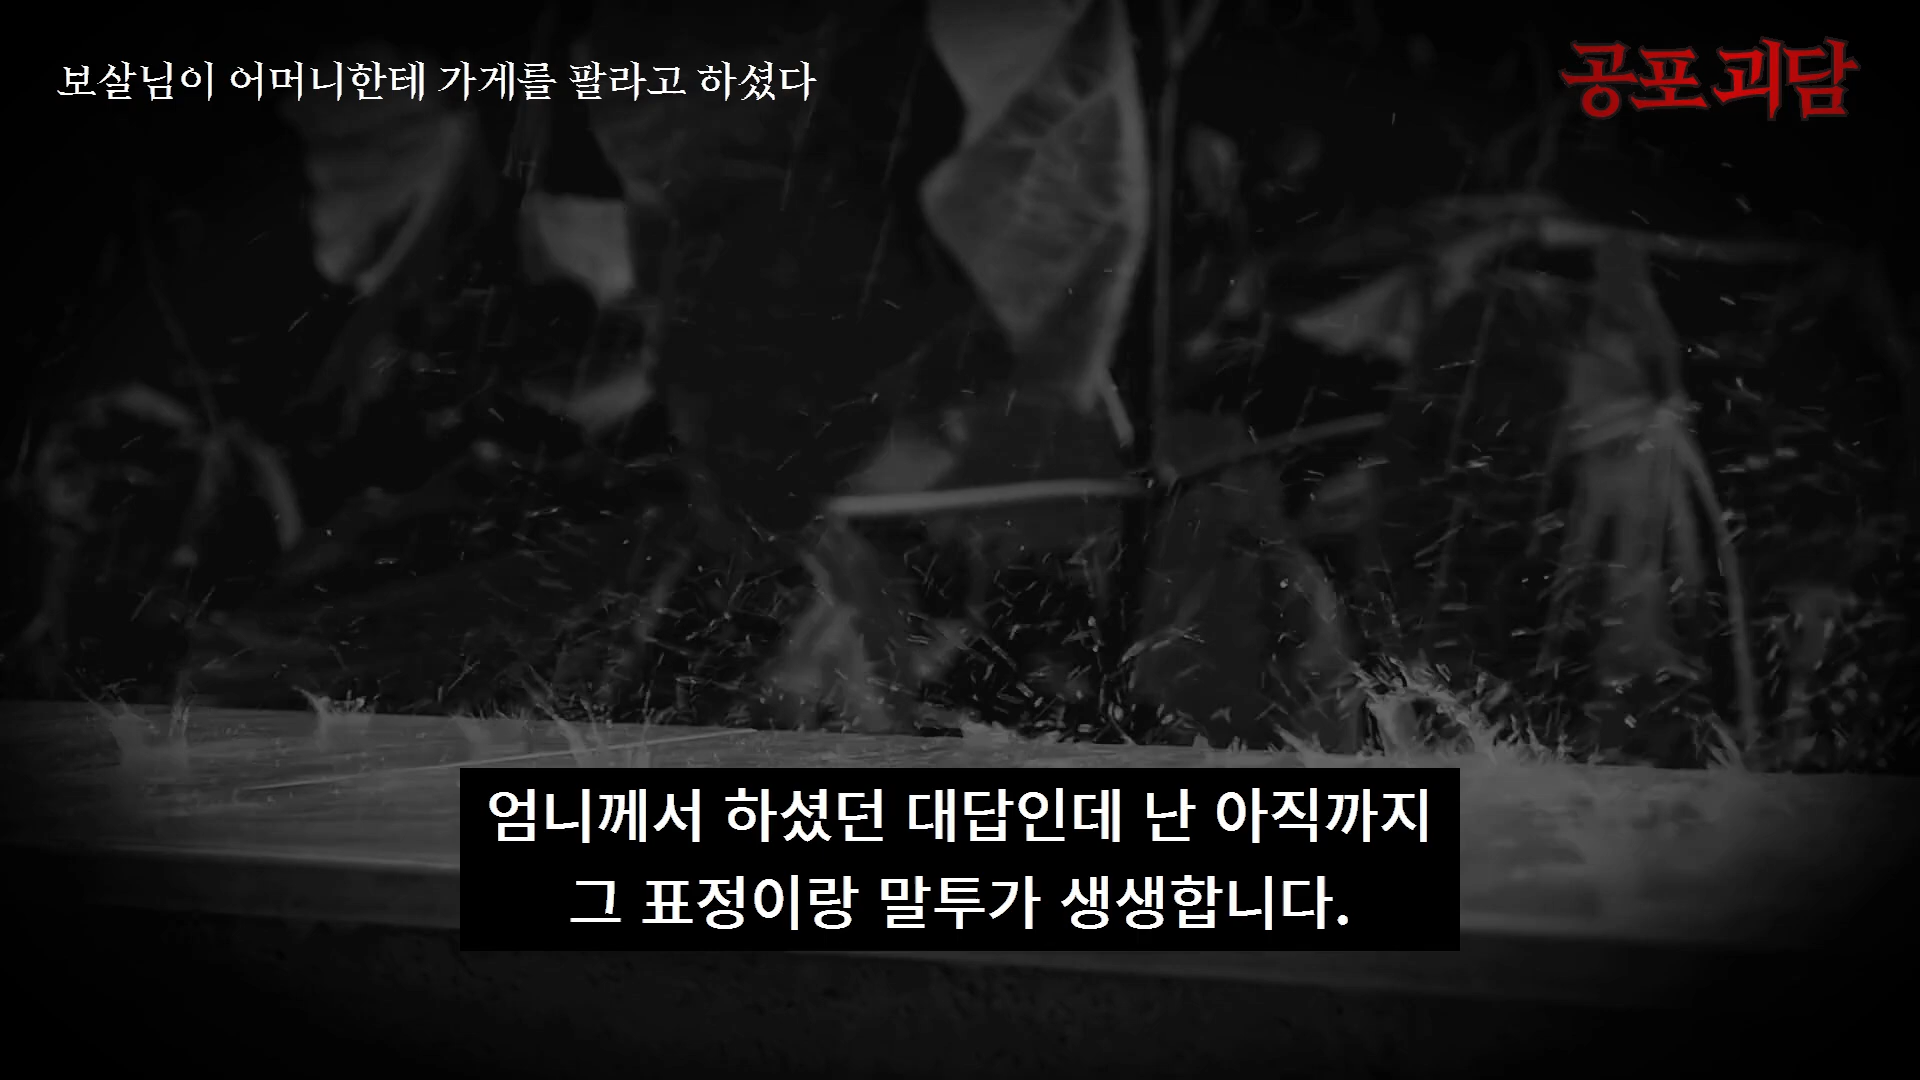 보살님이 어머니한테 가게를 팔라고 하셨다
공포괴담
엄니께서 하셨던 대답인데 난 아직까지
그 표정이랑 말투가 생생합니다.